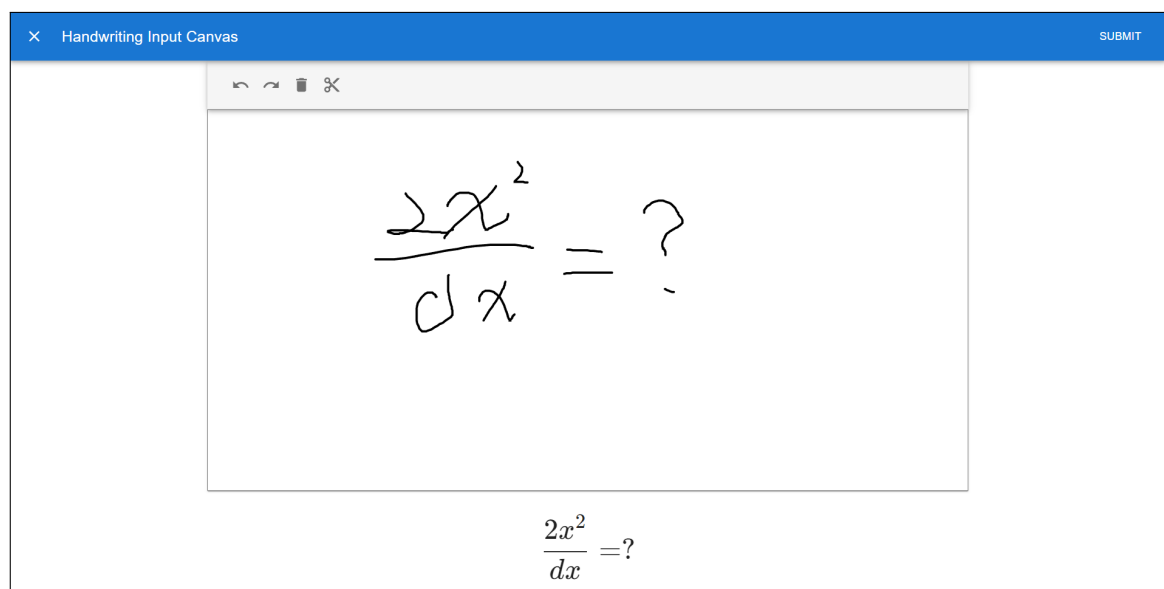 Handwriting Input Canvas
SUBMIT
2x²
dx
= ?
2x²
dx
=?